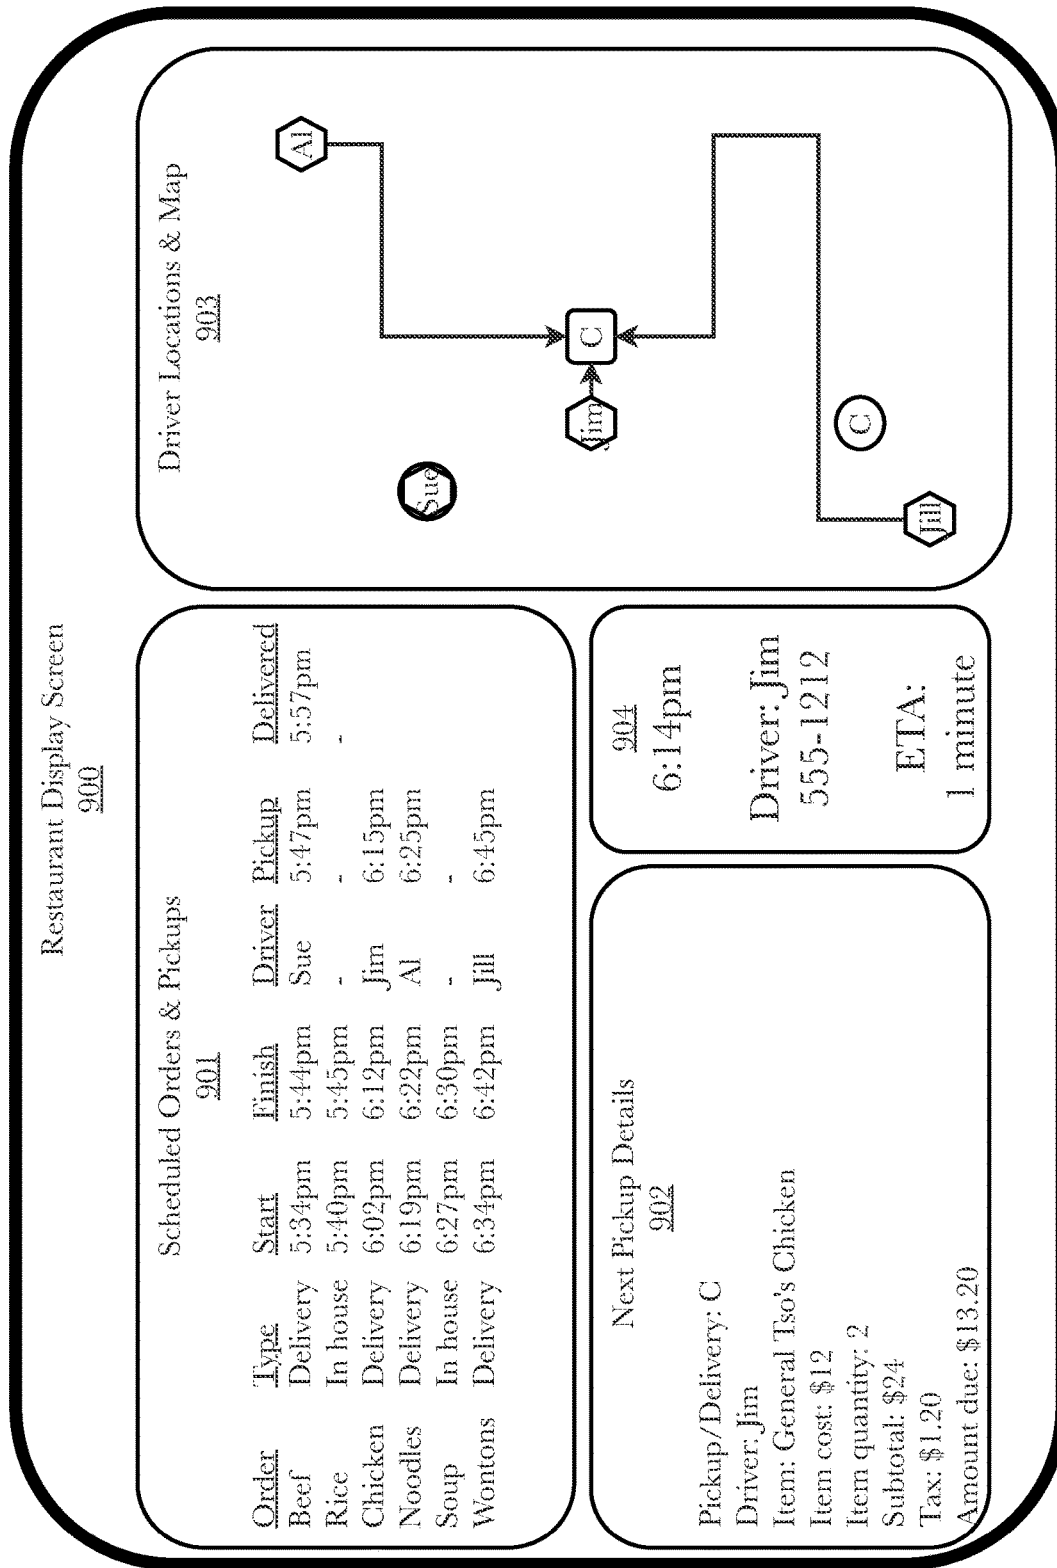 Restaurant Display Screen
900
Scheduled Orders & Pickups
901
Order Type Start Finish Driver Pickup Delivered
Beef Delivery 5:34pm 5:44pm Sue 5:47pm 5:57pm
Rice In house 5:40pm 5:45pm - - -
Chicken Delivery 6:02pm 6:12pm Jim 6:15pm
Noodles Delivery 6:19pm 6:22pm Al 6:25pm
Soup In house 6:27pm 6:30pm - -
Wontons Delivery 6:34pm 6:42pm Jill 6:45pm
Next Pickup Details
902
Pickup/Delivery: C
Driver: Jim
Item: General Tso's Chicken
Item cost: $12
Item quantity: 2
Subtotal: $24
Tax: $1.20
Amount due: $13.20
904
6:14pm
Driver: Jim
555-1212
ETA:
1 minute
Driver Locations & Map
903
Al
Sue
Jim
C
C
Jill